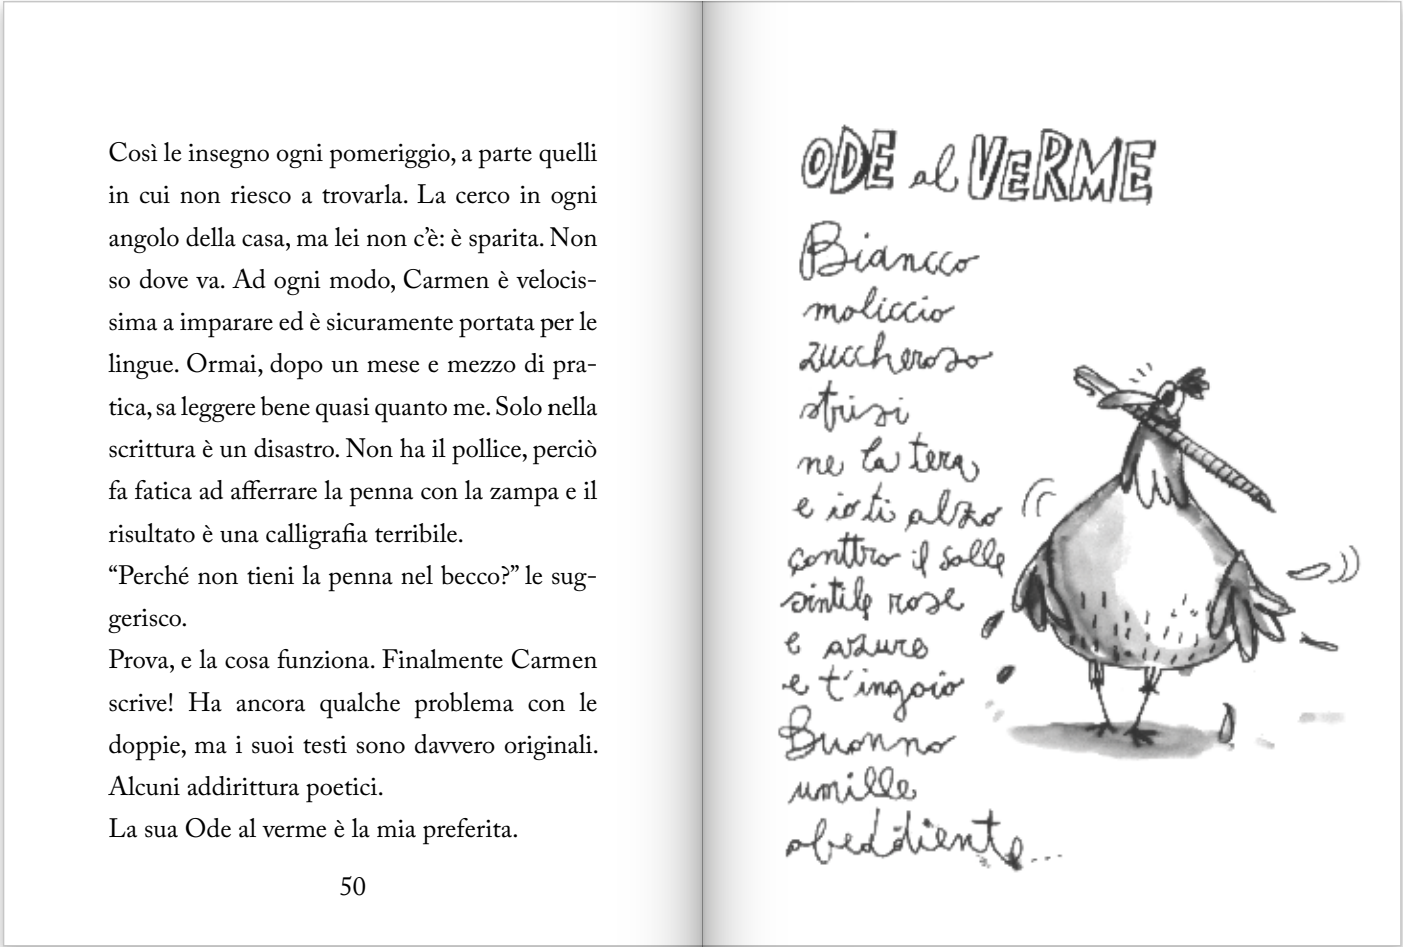 Così le insegno ogni pomeriggio, a parte quelli
in cui non riesco a trovarla. La cerco in ogni
angolo della casa, ma lei non c’è: è sparita. Non
so dove va. Ad ogni modo, Carmen è velocis-
sima a imparare ed è sicuramente portata per le
lingue. Ormai, dopo un mese e mezzo di pra-
tica, sa leggere bene quasi quanto me. Solo nella
scrittura è un disastro. Non ha il pollice, perciò
fa fatica ad afferrare la penna con la zampa e il
risultato è una calligrafia terribile.
“Perché non tieni la penna nel becco?” le sug-
gerisco.
Prova, e la cosa funziona. Finalmente Carmen
scrive! Ha ancora qualche problema con le
doppie, ma i suoi testi sono davvero originali.
Alcuni addirittura poetici.
La sua Ode al verme è la mia preferita.
50
ODE al VERME
Biancco
moliccio
zuccheroso
strisi
ne la tera
e io ti alzo
conttro il solle
sintile rose
e azure
e t'ingoio
Buonno
umille
obeddiente...